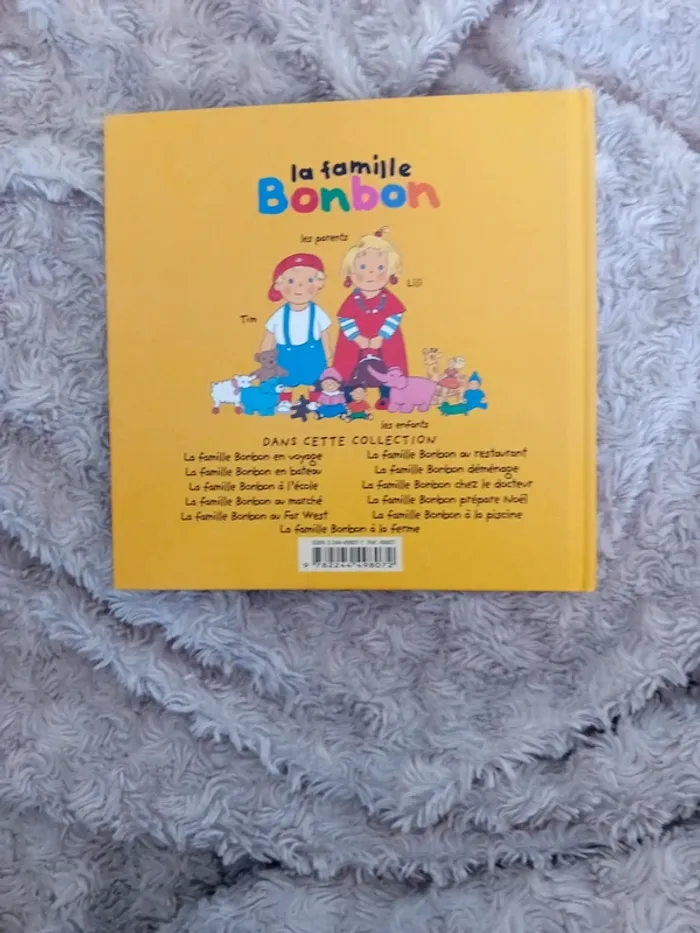 la famille
Bonbon
les parents
Lili
Tim
les enfants
DANS CETTE COLLECTION
La famille Bonbon en voyage
La famille Bonbon en bateau
La famille Bonbon à l'école
La famille Bonbon au marché
La famille Bonbon au Far West
La famille Bonbon au restaurant
La famille Bonbon déménage
La famille Bonbon chez le docteur
La famille Bonbon prépare Noël
La famille Bonbon à la piscine
La famille Bonbon à la ferme
9 782244 498072